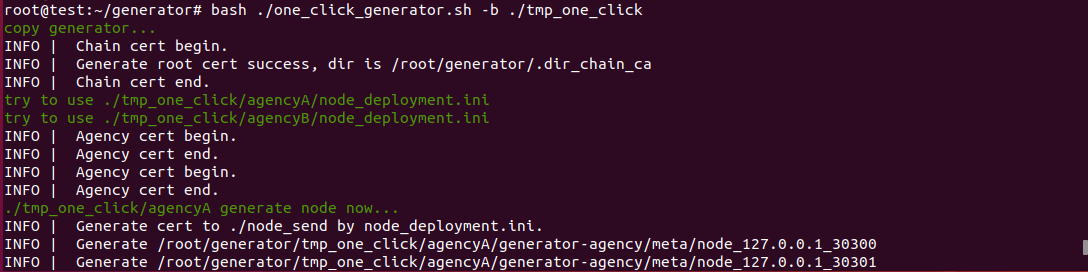 root@test:~/generator# bash ./one_click_generator.sh -b ./tmp_one_click
copy generator...
INFO |  Chain cert begin.
INFO |  Generate root cert success, dir is /root/generator/.dir_chain_ca
INFO |  Chain cert end.
try to use ./tmp_one_click/agencyA/node_deployment.ini
try to use ./tmp_one_click/agencyB/node_deployment.ini
INFO |  Agency cert begin.
INFO |  Agency cert end.
INFO |  Agency cert begin.
INFO |  Agency cert end.
./tmp_one_click/agencyA generate node now...
INFO |  Generate cert to ./node_send by node_deployment.ini.
INFO |  Generate /root/generator/tmp_one_click/agencyA/generator-agency/meta/node_127.0.0.1_30300
INFO |  Generate /root/generator/tmp_one_click/agencyA/generator-agency/meta/node_127.0.0.1_30301